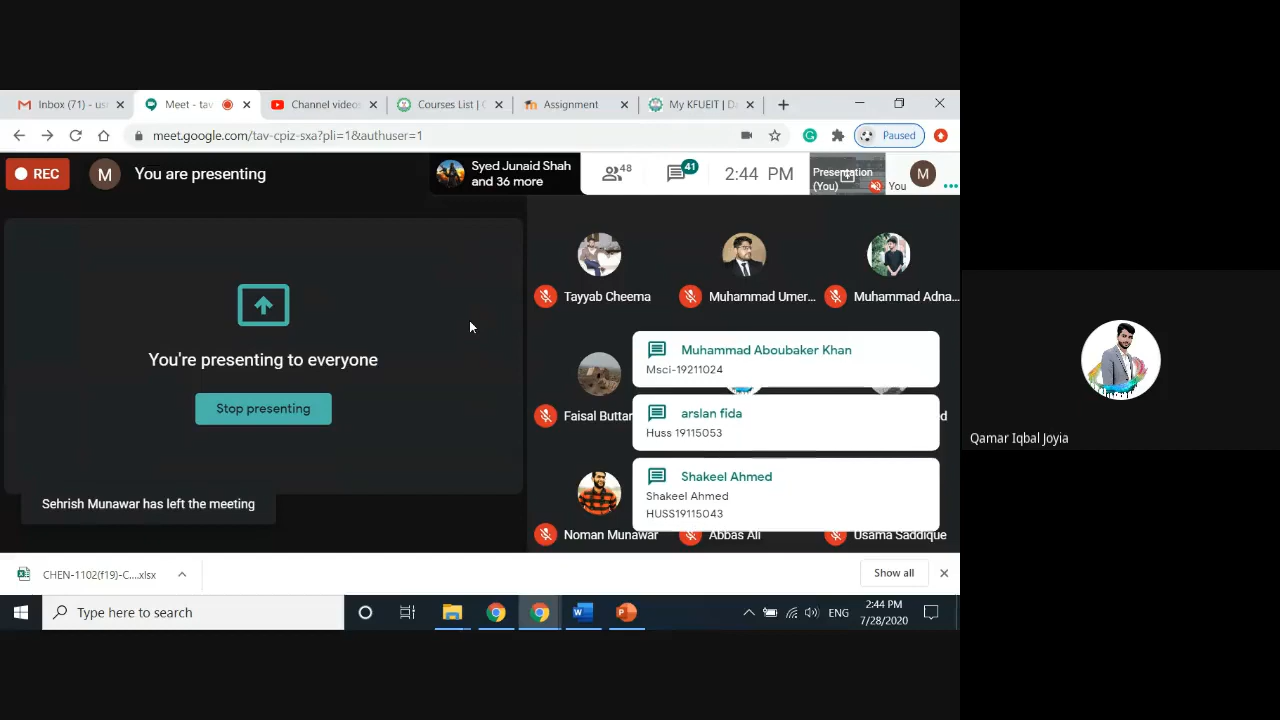 Inbox (71) - us
Meet - tav
Channel videos
Courses List | C
Assignment
My KFUEIT | Da
meet.google.com/tav-cpiz-sxa?pli=1&authuser=1
Paused
REC
M
You are presenting
Syed Junaid Shah
and 36 more
48
41
2:44 PM
Presentation
(You)
You
M
You're presenting to everyone
Stop presenting
Sehrish Munawar has left the meeting
Tayyab Cheema
Muhammad Umer...
Muhammad Adna...
Faisal Buttar
Muhammad Aboubaker Khan
Msci-19211024
arslan fida
Huss 19115053
Shakeel Ahmed
Shakeel Ahmed
HUSS19115043
Noman Munawar
Abbas Ali
Usama Saddique
Qamar Iqbal Joyia
CHEN-1102(f19)-C....xlsx
Show all
Type here to search
ENG
2:44 PM
7/28/2020